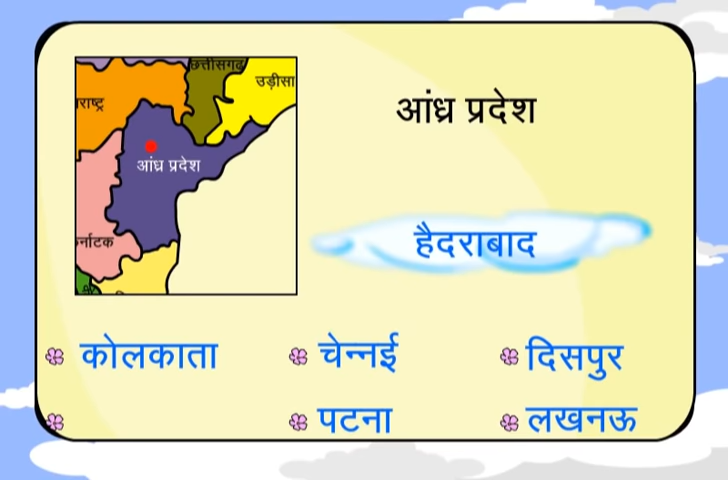 छत्तीसगढ़
उड़ीसा
राष्ट्र
आंध्र प्रदेश
आंध्र प्रदेश
हैदराबाद
र्नाटक
कोलकाता चेन्नई दिसपुर
पटना लखनऊ